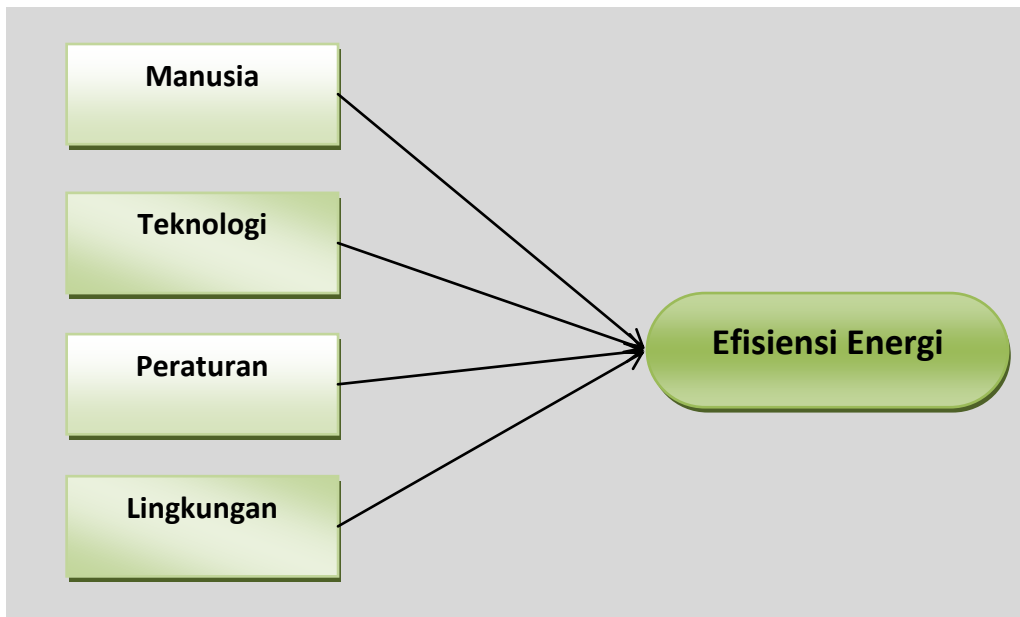 Manusia
Teknologi
Peraturan
Lingkungan
Efisiensi Energi